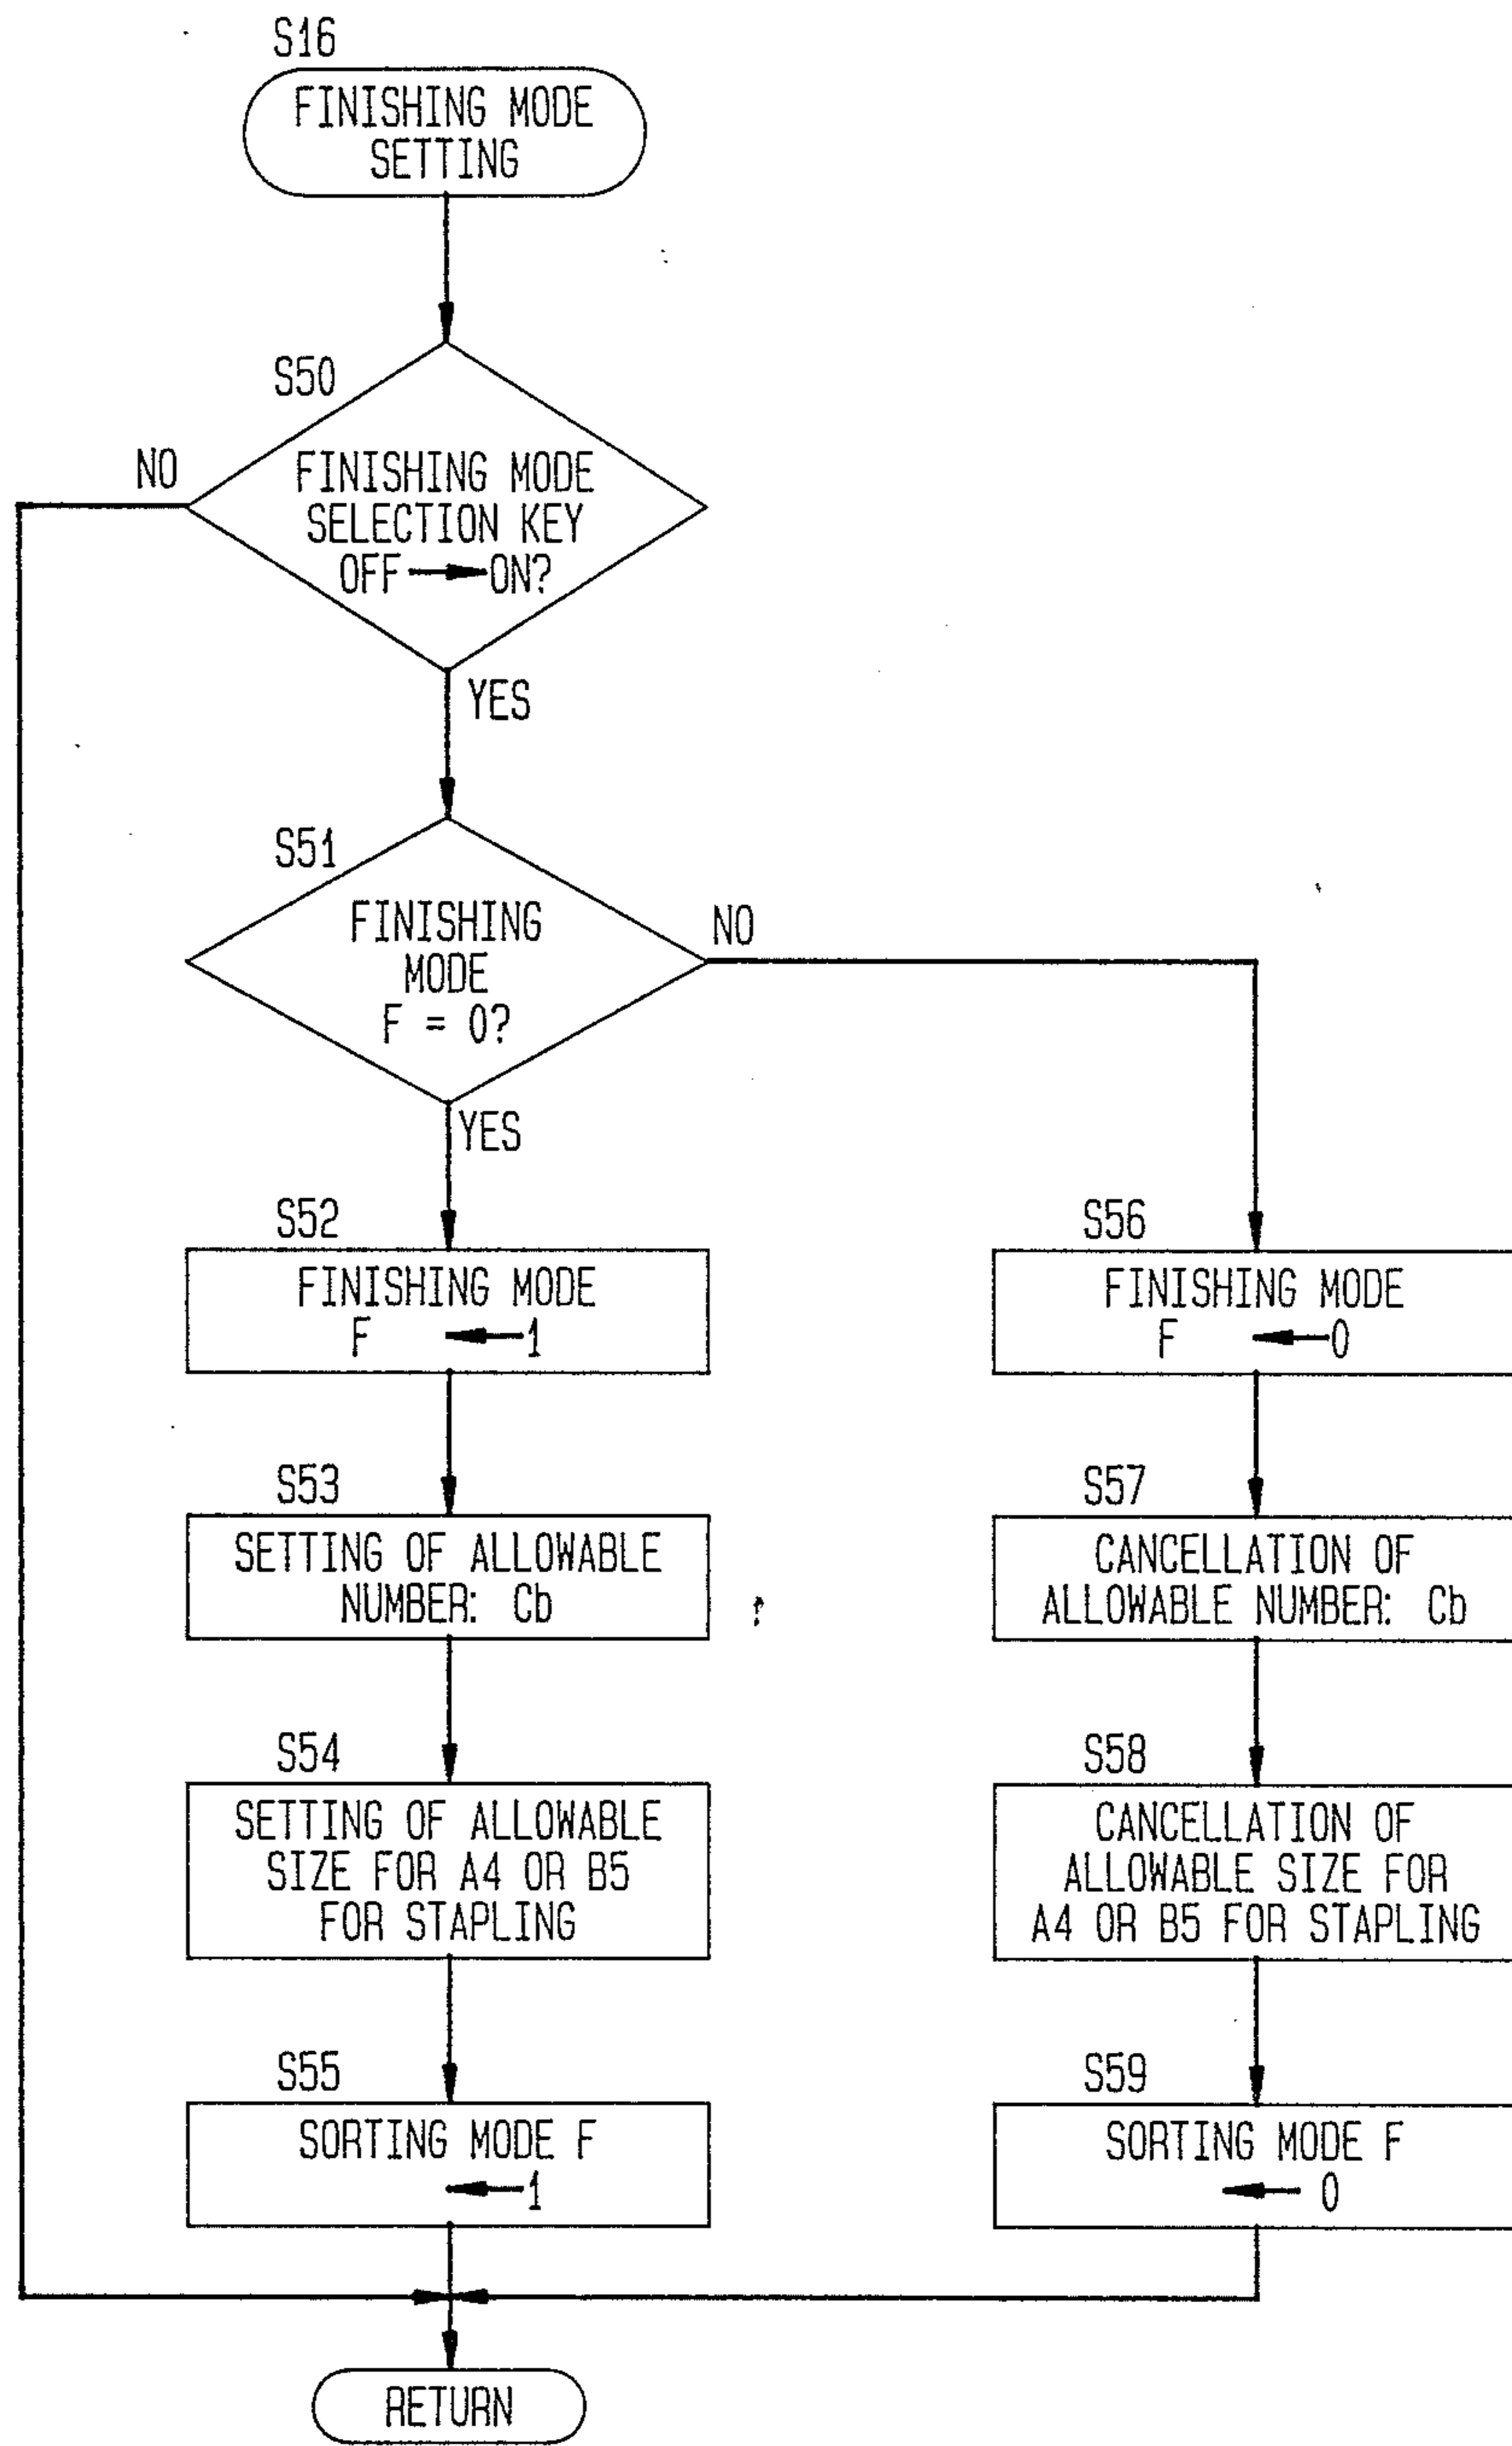 S16
FINISHING MODE
SETTING
S50
NO
FINISHING MODE
SELECTION KEY
OFF → ON?
YES
S51
FINISHING
MODE
F = 0?
NO
YES
S52
FINISHING MODE
F ← 1
S53
SETTING OF ALLOWABLE
NUMBER: Cb
S54
SETTING OF ALLOWABLE
SIZE FOR A4 OR B5
FOR STAPLING
S55
SORTING MODE F
← 1
S56
FINISHING MODE
F ← 0
S57
CANCELLATION OF
ALLOWABLE NUMBER: Cb
S58
CANCELLATION OF
ALLOWABLE SIZE FOR
A4 OR B5 FOR STAPLING
S59
SORTING MODE F
← 0
RETURN